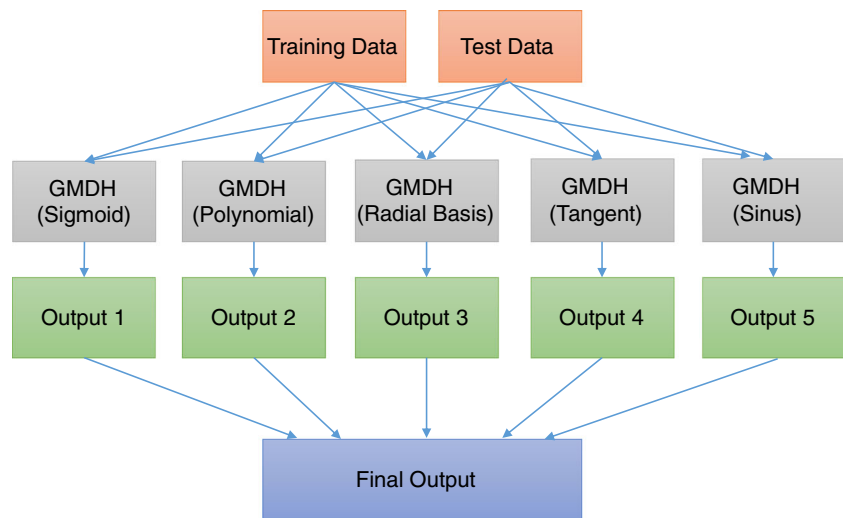 Training Data
Test Data
GMDH
(Sigmoid)
GMDH
(Polynomial)
GMDH
(Radial Basis)
GMDH
(Tangent)
GMDH
(Sinus)
Output 1
Output 2
Output 3
Output 4
Output 5
Final Output